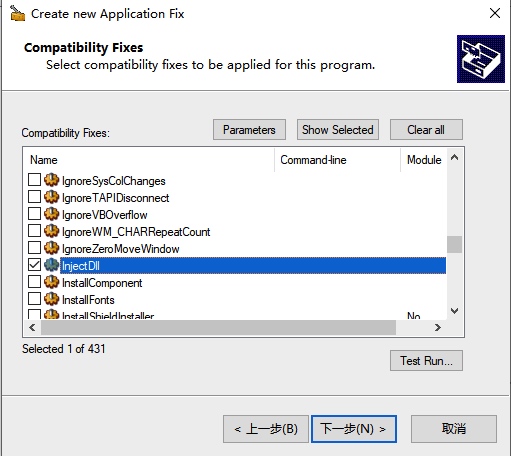 Create new Application Fix
Compatibility Fixes
Select compatibility fixes to be applied for this program.
Compatibility Fixes:
Parameters
Show Selected
Clear all
Name Command-line Module
IgnoreSysColChanges
IgnoreTAPIDisconnect
IgnoreVBOverflow
IgnoreWM_CHARRepeatCount
IgnoreZeroMoveWindow
InjectDll
InstallComponent
InstallFonts
InstallShieldInstaller No
Selected 1 of 431
Test Run...
< 上一步(B)
下一步(N) >
取消